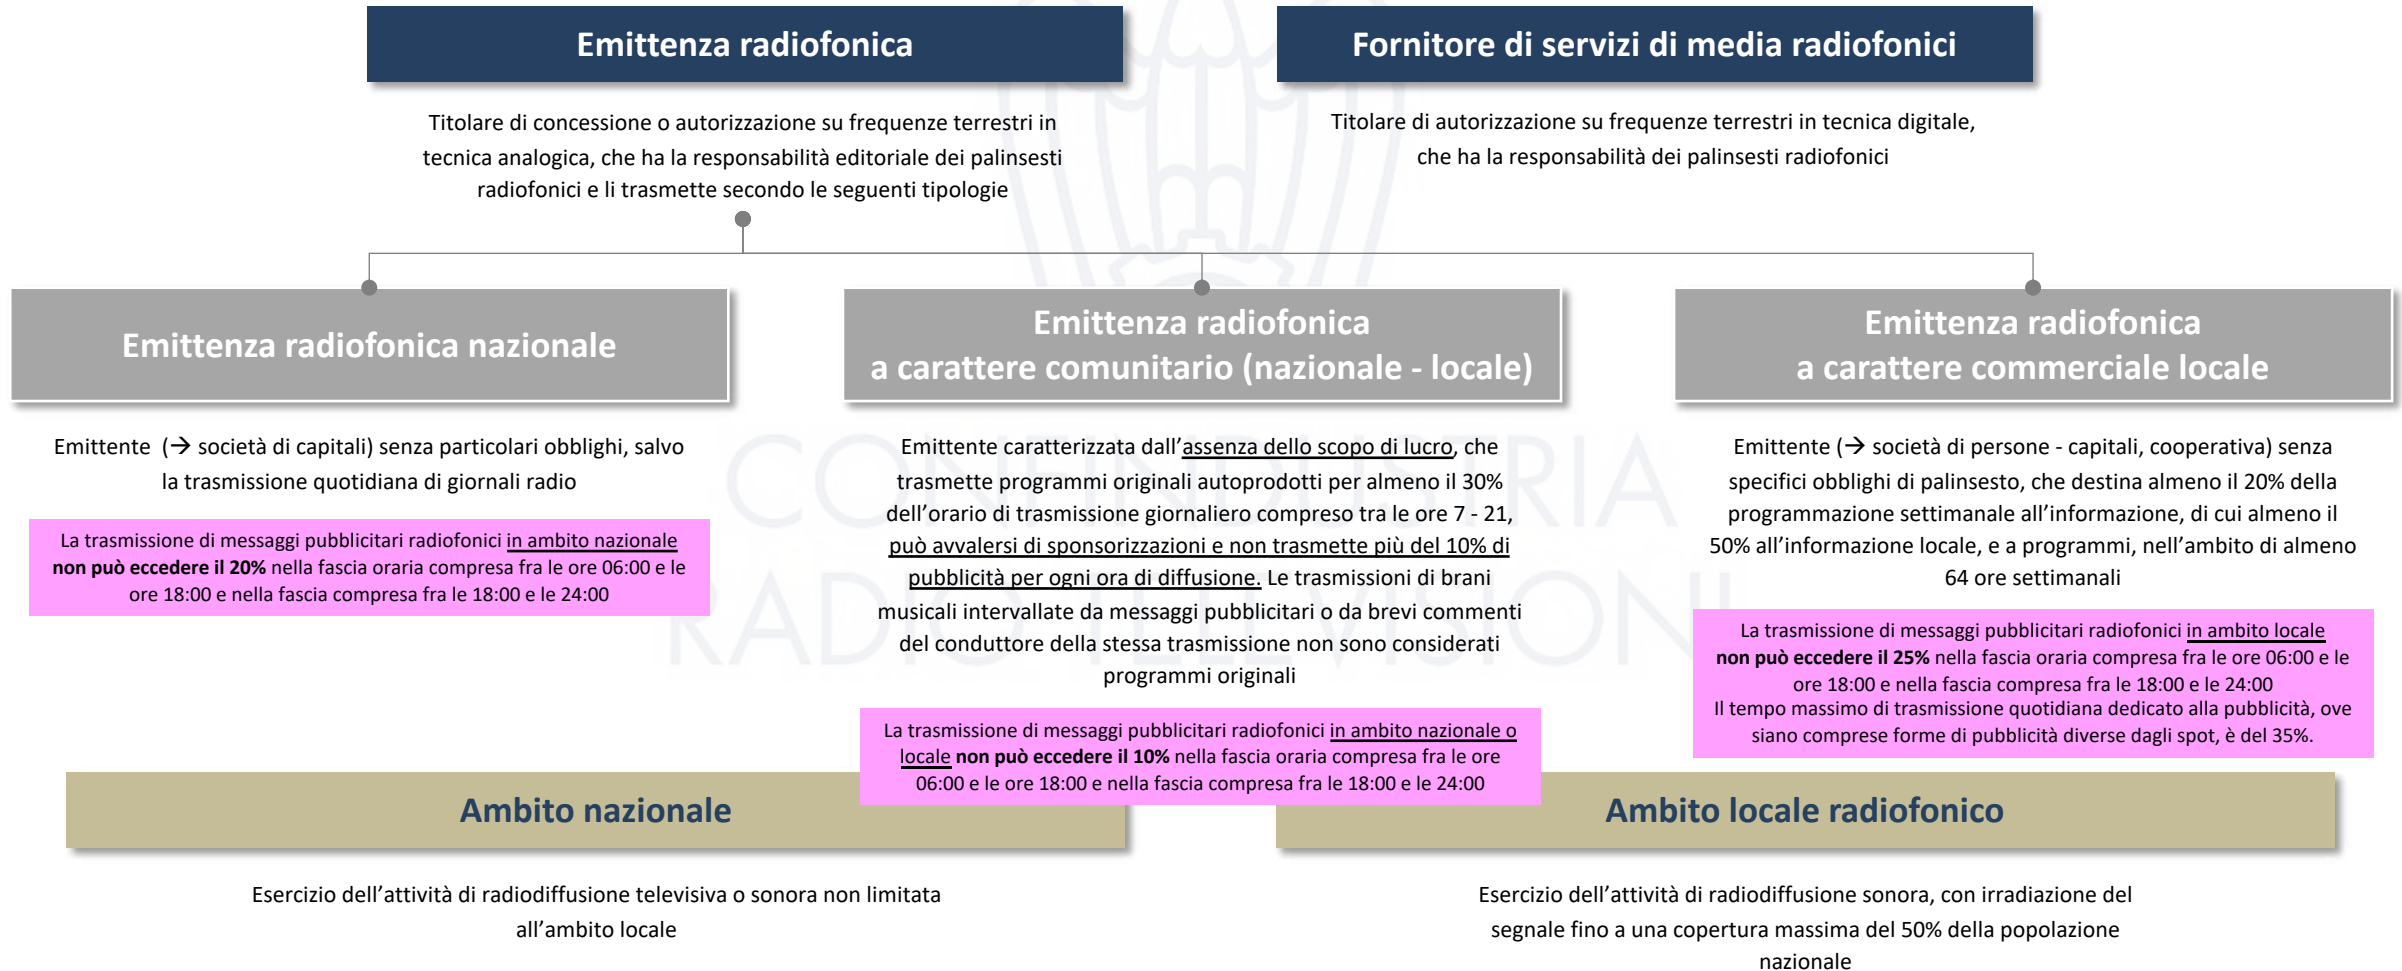 Emittenza radiofonica
Fornitore di servizi di media radiofonici
Titolare di concessione o autorizzazione su frequenze terrestri in
tecnica analogica, che ha la responsabilità editoriale dei palinsesti
radiofonici e li trasmette secondo le seguenti tipologie
Titolare di autorizzazione su frequenze terrestri in tecnica digitale,
che ha la responsabilità dei palinsesti radiofonici
Emittenza radiofonica nazionale
Emittente (→ società di capitali) senza particolari obblighi, salvo
la trasmissione quotidiana di giornali radio
La trasmissione di messaggi pubblicitari radiofonici in ambito nazionale
non può eccedere il 20% nella fascia oraria compresa fra le ore 06:00 e le
ore 18:00 e nella fascia compresa fra le 18:00 e le 24:00
Emittenza radiofonica
a carattere comunitario (nazionale - locale)
Emittente caratterizzata dall’assenza dello scopo di lucro, che
trasmette programmi originali autoprodotti per almeno il 30%
dell’orario di trasmissione giornaliero compreso tra le ore 7 - 21,
può avvalersi di sponsorizzazioni e non trasmette più del 10% di
pubblicità per ogni ora di diffusione. Le trasmissioni di brani
musicali intervallate da messaggi pubblicitari o da brevi commenti
del conduttore della stessa trasmissione non sono considerati
programmi originali
La trasmissione di messaggi pubblicitari radiofonici in ambito nazionale o
locale non può eccedere il 10% nella fascia oraria compresa fra le ore
06:00 e le ore 18:00 e nella fascia compresa fra le 18:00 e le 24:00
Emittenza radiofonica
a carattere commerciale locale
Emittente (→ società di persone - capitali, cooperativa) senza
specifici obblighi di palinsesto, che destina almeno il 20% della
programmazione settimanale all’informazione, di cui almeno il
50% all’informazione locale, e a programmi, nell’ambito di almeno
64 ore settimanali
La trasmissione di messaggi pubblicitari radiofonici in ambito locale
non può eccedere il 25% nella fascia oraria compresa fra le ore 06:00 e le
ore 18:00 e nella fascia compresa fra le 18:00 e le 24:00
Il tempo massimo di trasmissione quotidiana dedicato alla pubblicità, ove
siano comprese forme di pubblicità diverse dagli spot, è del 35%.
CONFINDUSTRIA
RADIO TELEVISIONI
Ambito nazionale
Esercizio dell’attività di radiodiffusione televisiva o sonora non limitata
all’ambito locale
Ambito locale radiofonico
Esercizio dell’attività di radiodiffusione sonora, con irradiazione del
segnale fino a una copertura massima del 50% della popolazione
nazionale